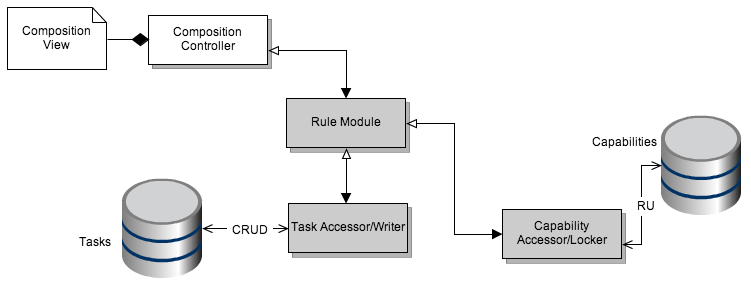 Composition
View
Composition
Controller
Rule Module
Capabilities
RU
Task Accessor/Writer
CRUD
Tasks
Capability
Accessor/Locker